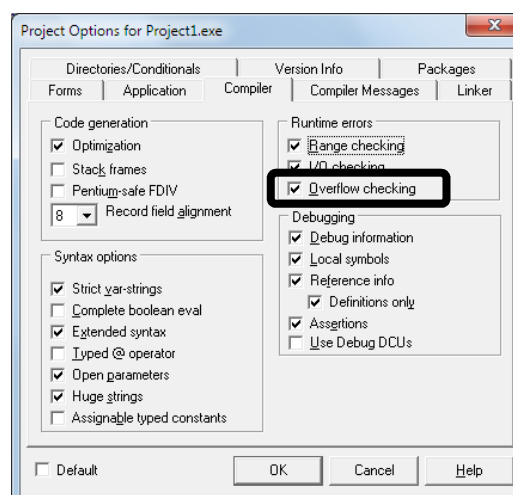 Project Options for Project1.exe
Directories/Conditionals
Version Info
Packages
Forms
Application
Compiler
Compiler Messages
Linker
Code generation
Optimization
Stack frames
Pentium-safe FDIV
8
Record field alignment
Syntax options
Strict var-strings
Complete boolean eval
Extended syntax
Typed @ operator
Open parameters
Huge strings
Assignable typed constants
Runtime errors
Range checking
I/O checking
Overflow checking
Debugging
Debug information
Local symbols
Reference info
Definitions only
Assertions
Use Debug DCUs
Default
OK
Cancel
Help